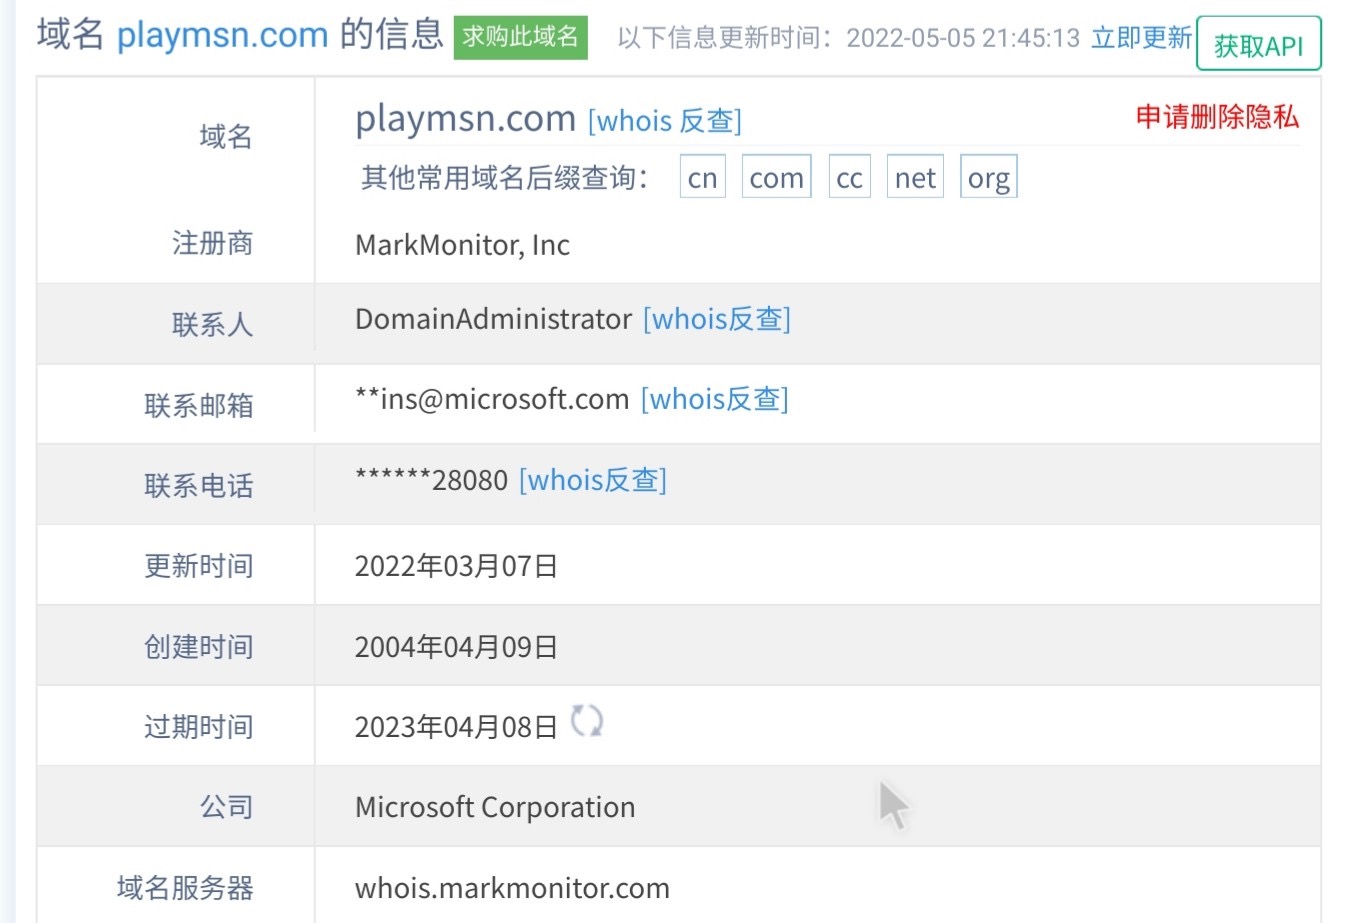 域名 playmsn.com 的信息 求购此域名 以下信息更新时间：2022-05-05 21:45:13 立即更新 获取API
域名 playmsn.com [whois 反查] 申请删除隐私
其他常用域名后缀查询： cn com cc net org
注册商 MarkMonitor, Inc
联系人 DomainAdministrator [whois反查]
联系邮箱 **ins@microsoft.com [whois反查]
联系电话 ******28080 [whois反查]
更新时间 2022年03月07日
创建时间 2004年04月09日
过期时间 2023年04月08日
公司 Microsoft Corporation
域名服务器 whois.markmonitor.com